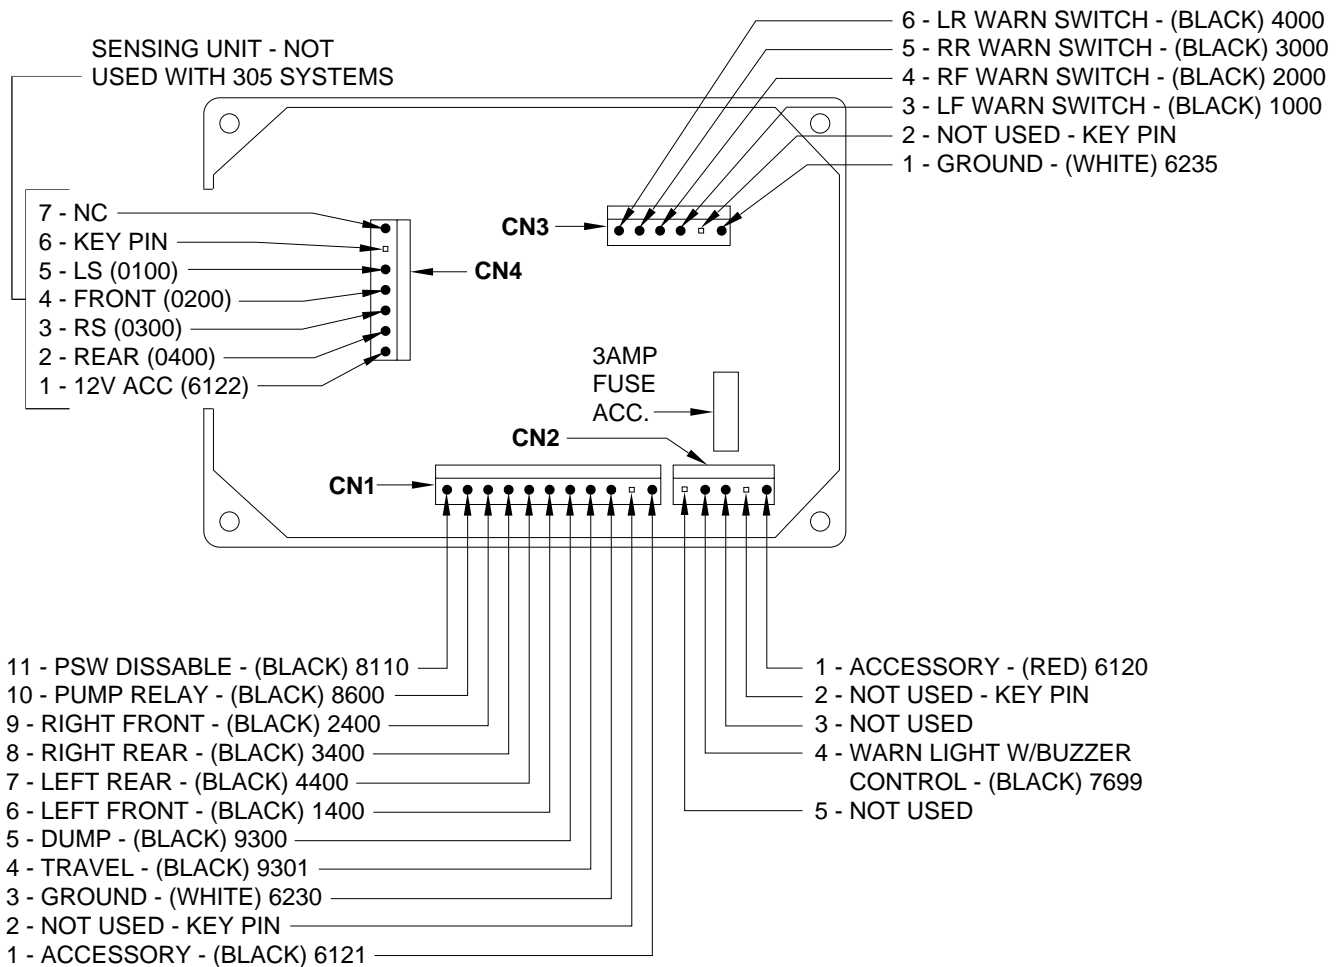 SENSING UNIT - NOT
USED WITH 305 SYSTEMS
6 - LR WARN SWITCH - (BLACK) 4000
5 - RR WARN SWITCH - (BLACK) 3000
4 - RF WARN SWITCH - (BLACK) 2000
3 - LF WARN SWITCH - (BLACK) 1000
2 - NOT USED - KEY PIN
1 - GROUND - (WHITE) 6235
7 - NC
6 - KEY PIN
5 - LS (0100)
4 - FRONT (0200)
3 - RS (0300)
2 - REAR (0400)
1 - 12V ACC (6122)
CN3
CN4
3AMP
FUSE
ACC.
CN2
CN1
11 - PSW DISSABLE - (BLACK) 8110
10 - PUMP RELAY - (BLACK) 8600
9 - RIGHT FRONT - (BLACK) 2400
8 - RIGHT REAR - (BLACK) 3400
7 - LEFT REAR - (BLACK) 4400
6 - LEFT FRONT - (BLACK) 1400
5 - DUMP - (BLACK) 9300
4 - TRAVEL - (BLACK) 9301
3 - GROUND - (WHITE) 6230
2 - NOT USED - KEY PIN
1 - ACCESSORY - (BLACK) 6121
1 - ACCESSORY - (RED) 6120
2 - NOT USED - KEY PIN
3 - NOT USED
4 - WARN LIGHT W/BUZZER
CONTROL - (BLACK) 7699
5 - NOT USED